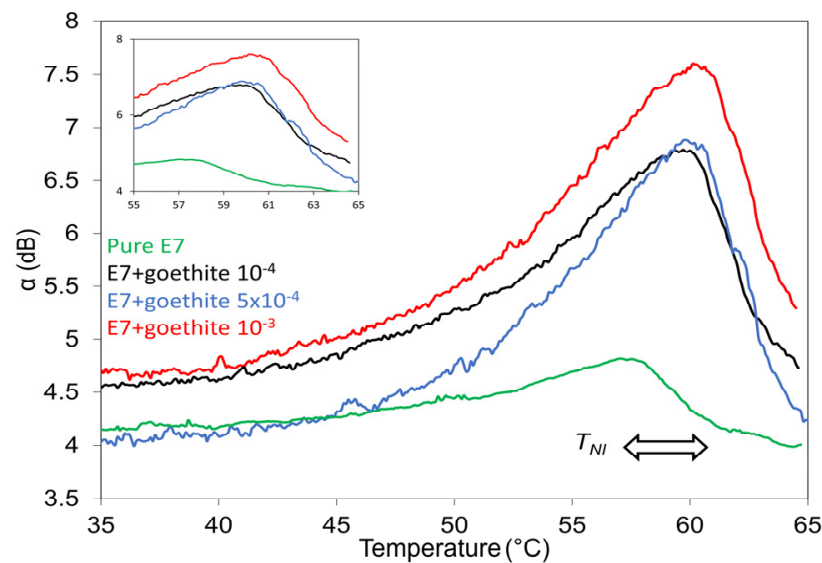 8
7.5
7
6.5
6
5.5
5
4.5
4
3.5
α (dB)
8
6
4
55 57 59 61 63 65
Pure E7
E7+goethite 10⁻⁴
E7+goethite 5x10⁻⁴
E7+goethite 10⁻³
T_NI
35 40 45 50 55 60 65
Temperature (°C)